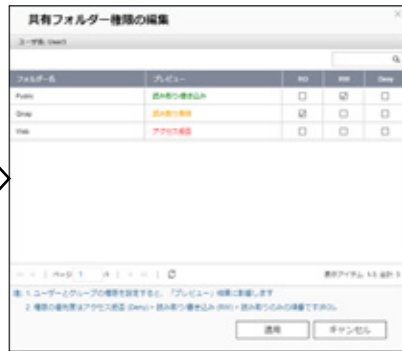 共有フォルダー権限の編集
ユーザ名: User1
フォルダー名 プレビュー RO RW Deny
Public 読み取り/書き込み
Qmap 読み取り専用
Web アクセス拒否
ページ 1 /1 表示アイテム: 1-3, 合計: 3
注: 1. ユーザーとグループの権限を設定すると、「プレビュー」結果に影響します
2. 権限の優先度はアクセス拒否 (Deny) > 読み取り/書き込み (RW) > 読み取りのみの順番です(RO)。
適用 キャンセル